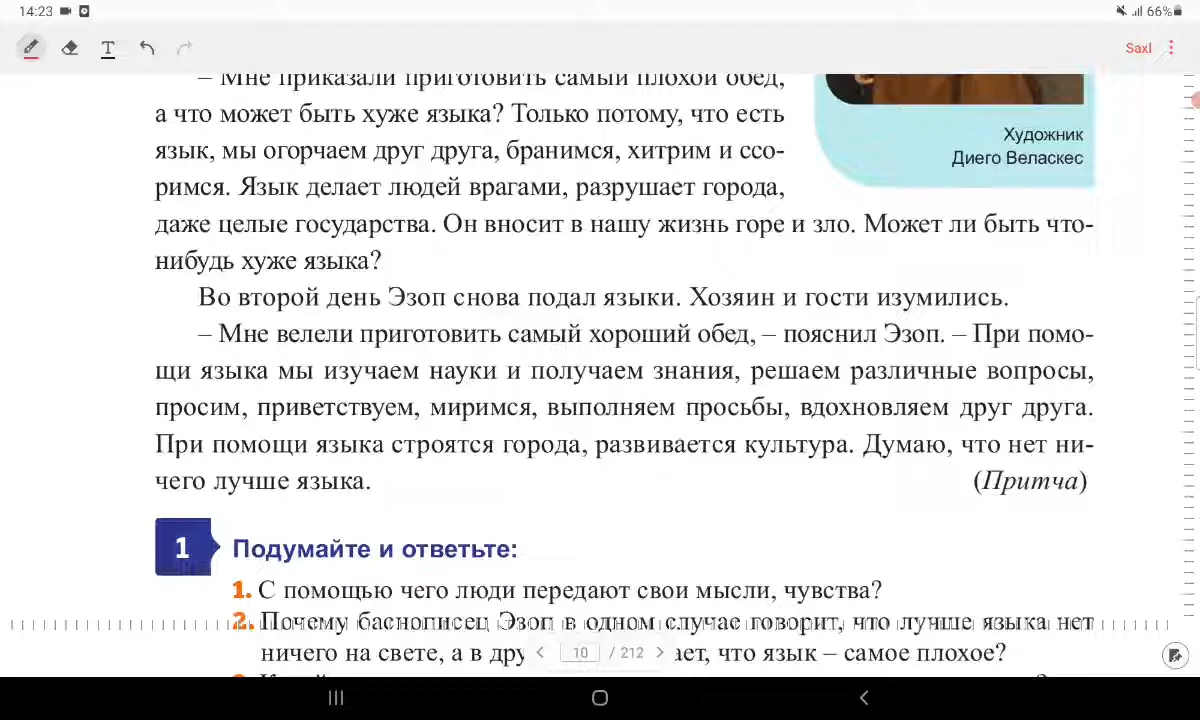 14:23
66%
T
Saxl
– Мне приказали приготовить самый плохой обед,
а что может быть хуже языка? Только потому, что есть
язык, мы огорчаем друг друга, бранимся, хитрим и ссо-
римся. Язык делает людей врагами, разрушает города,
даже целые государства. Он вносит в нашу жизнь горе и зло. Может ли быть что-
нибудь хуже языка?
Художник
Диего Веласкес
Во второй день Эзоп снова подал языки. Хозяин и гости изумились.
– Мне велели приготовить самый хороший обед, – пояснил Эзоп. – При помо-
щи языка мы изучаем науки и получаем знания, решаем различные вопросы,
просим, приветствуем, миримся, выполняем просьбы, вдохновляем друг друга.
При помощи языка строятся города, развивается культура. Думаю, что нет ни-
чего лучше языка. (Притча)
1 Подумайте и ответьте:
1. С помощью чего люди передают свои мысли, чувства?
2. Почему баснописец Эзоп в одном случае говорит, что лучше языка нет
ничего на свете, а в дру ает, что язык – самое плохое?
10 / 212